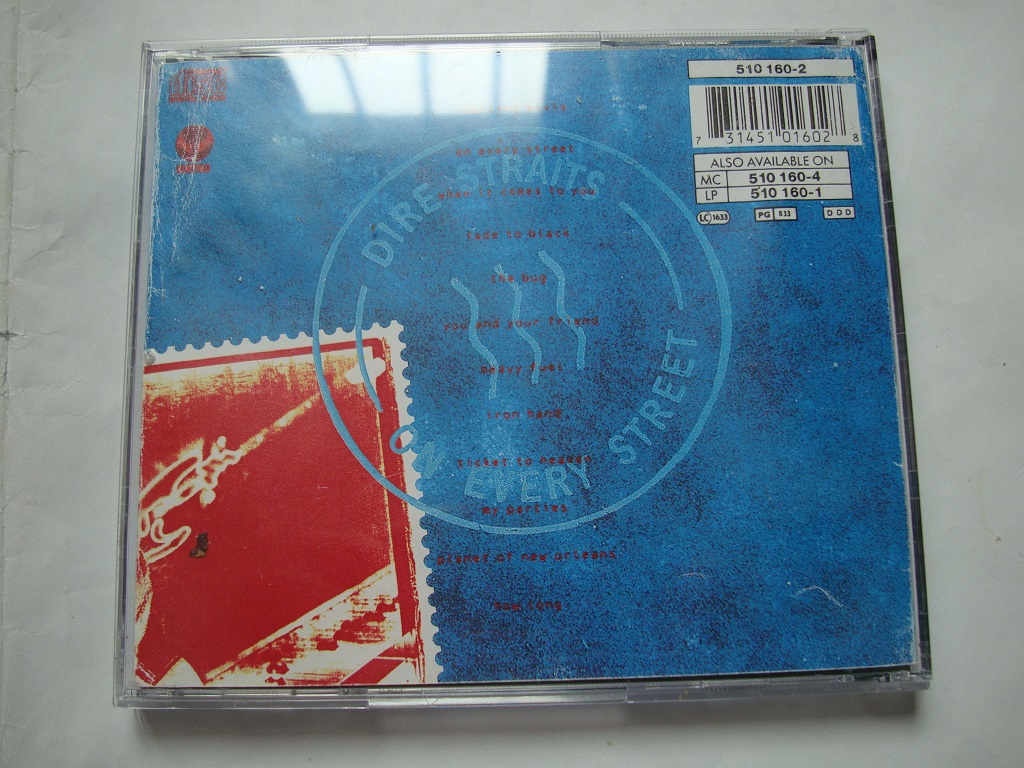 510 160-2
7 31451 01602 8
ALSO AVAILABLE ON
MC 510 160-4
LP 510 160-1
LC 1633
PG 833
DDD
DIRE STRAITS
ON EVERY STREET
on every street
when it comes to you
fade to black
the bug
you and your friend
heavy fuel
iron hand
ticket to heaven
my parties
planet of new orleans
how long